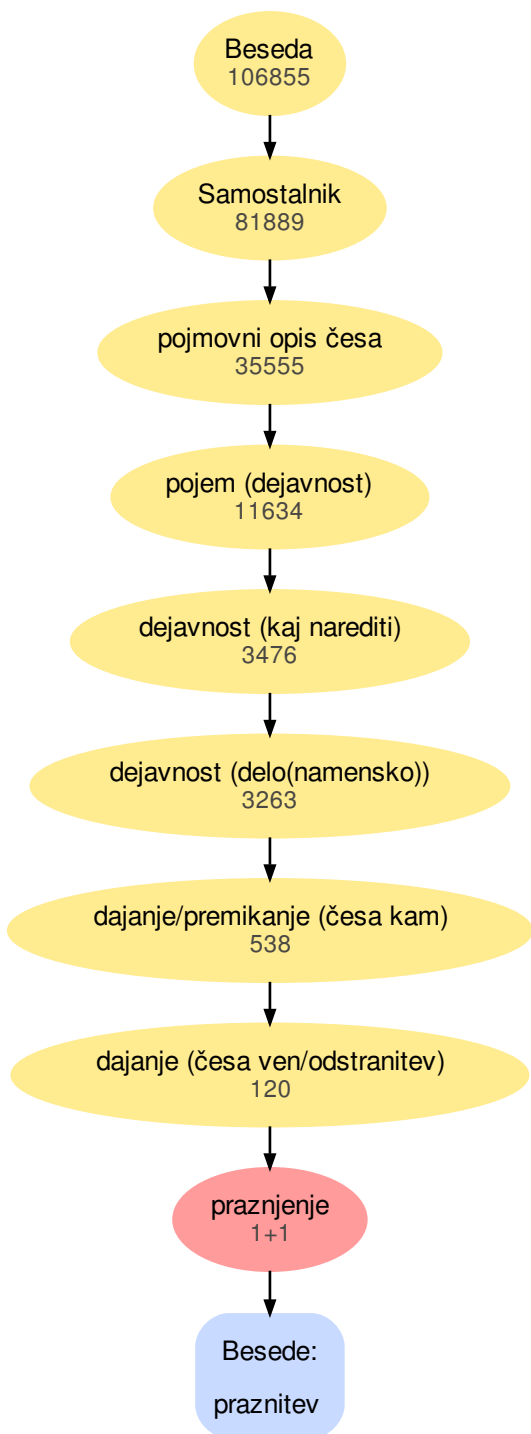 Beseda
106855
Samostalnik
81889
pojmovni opis česa
35555
pojem (dejavnost)
11634
dejavnost (kaj narediti)
3476
dejavnost (delo(namensko))
3263
dajanje/premikanje (česa kam)
538
dajanje (česa ven/odstranitev)
120
praznjenje
1+1
Besede:
praznitev